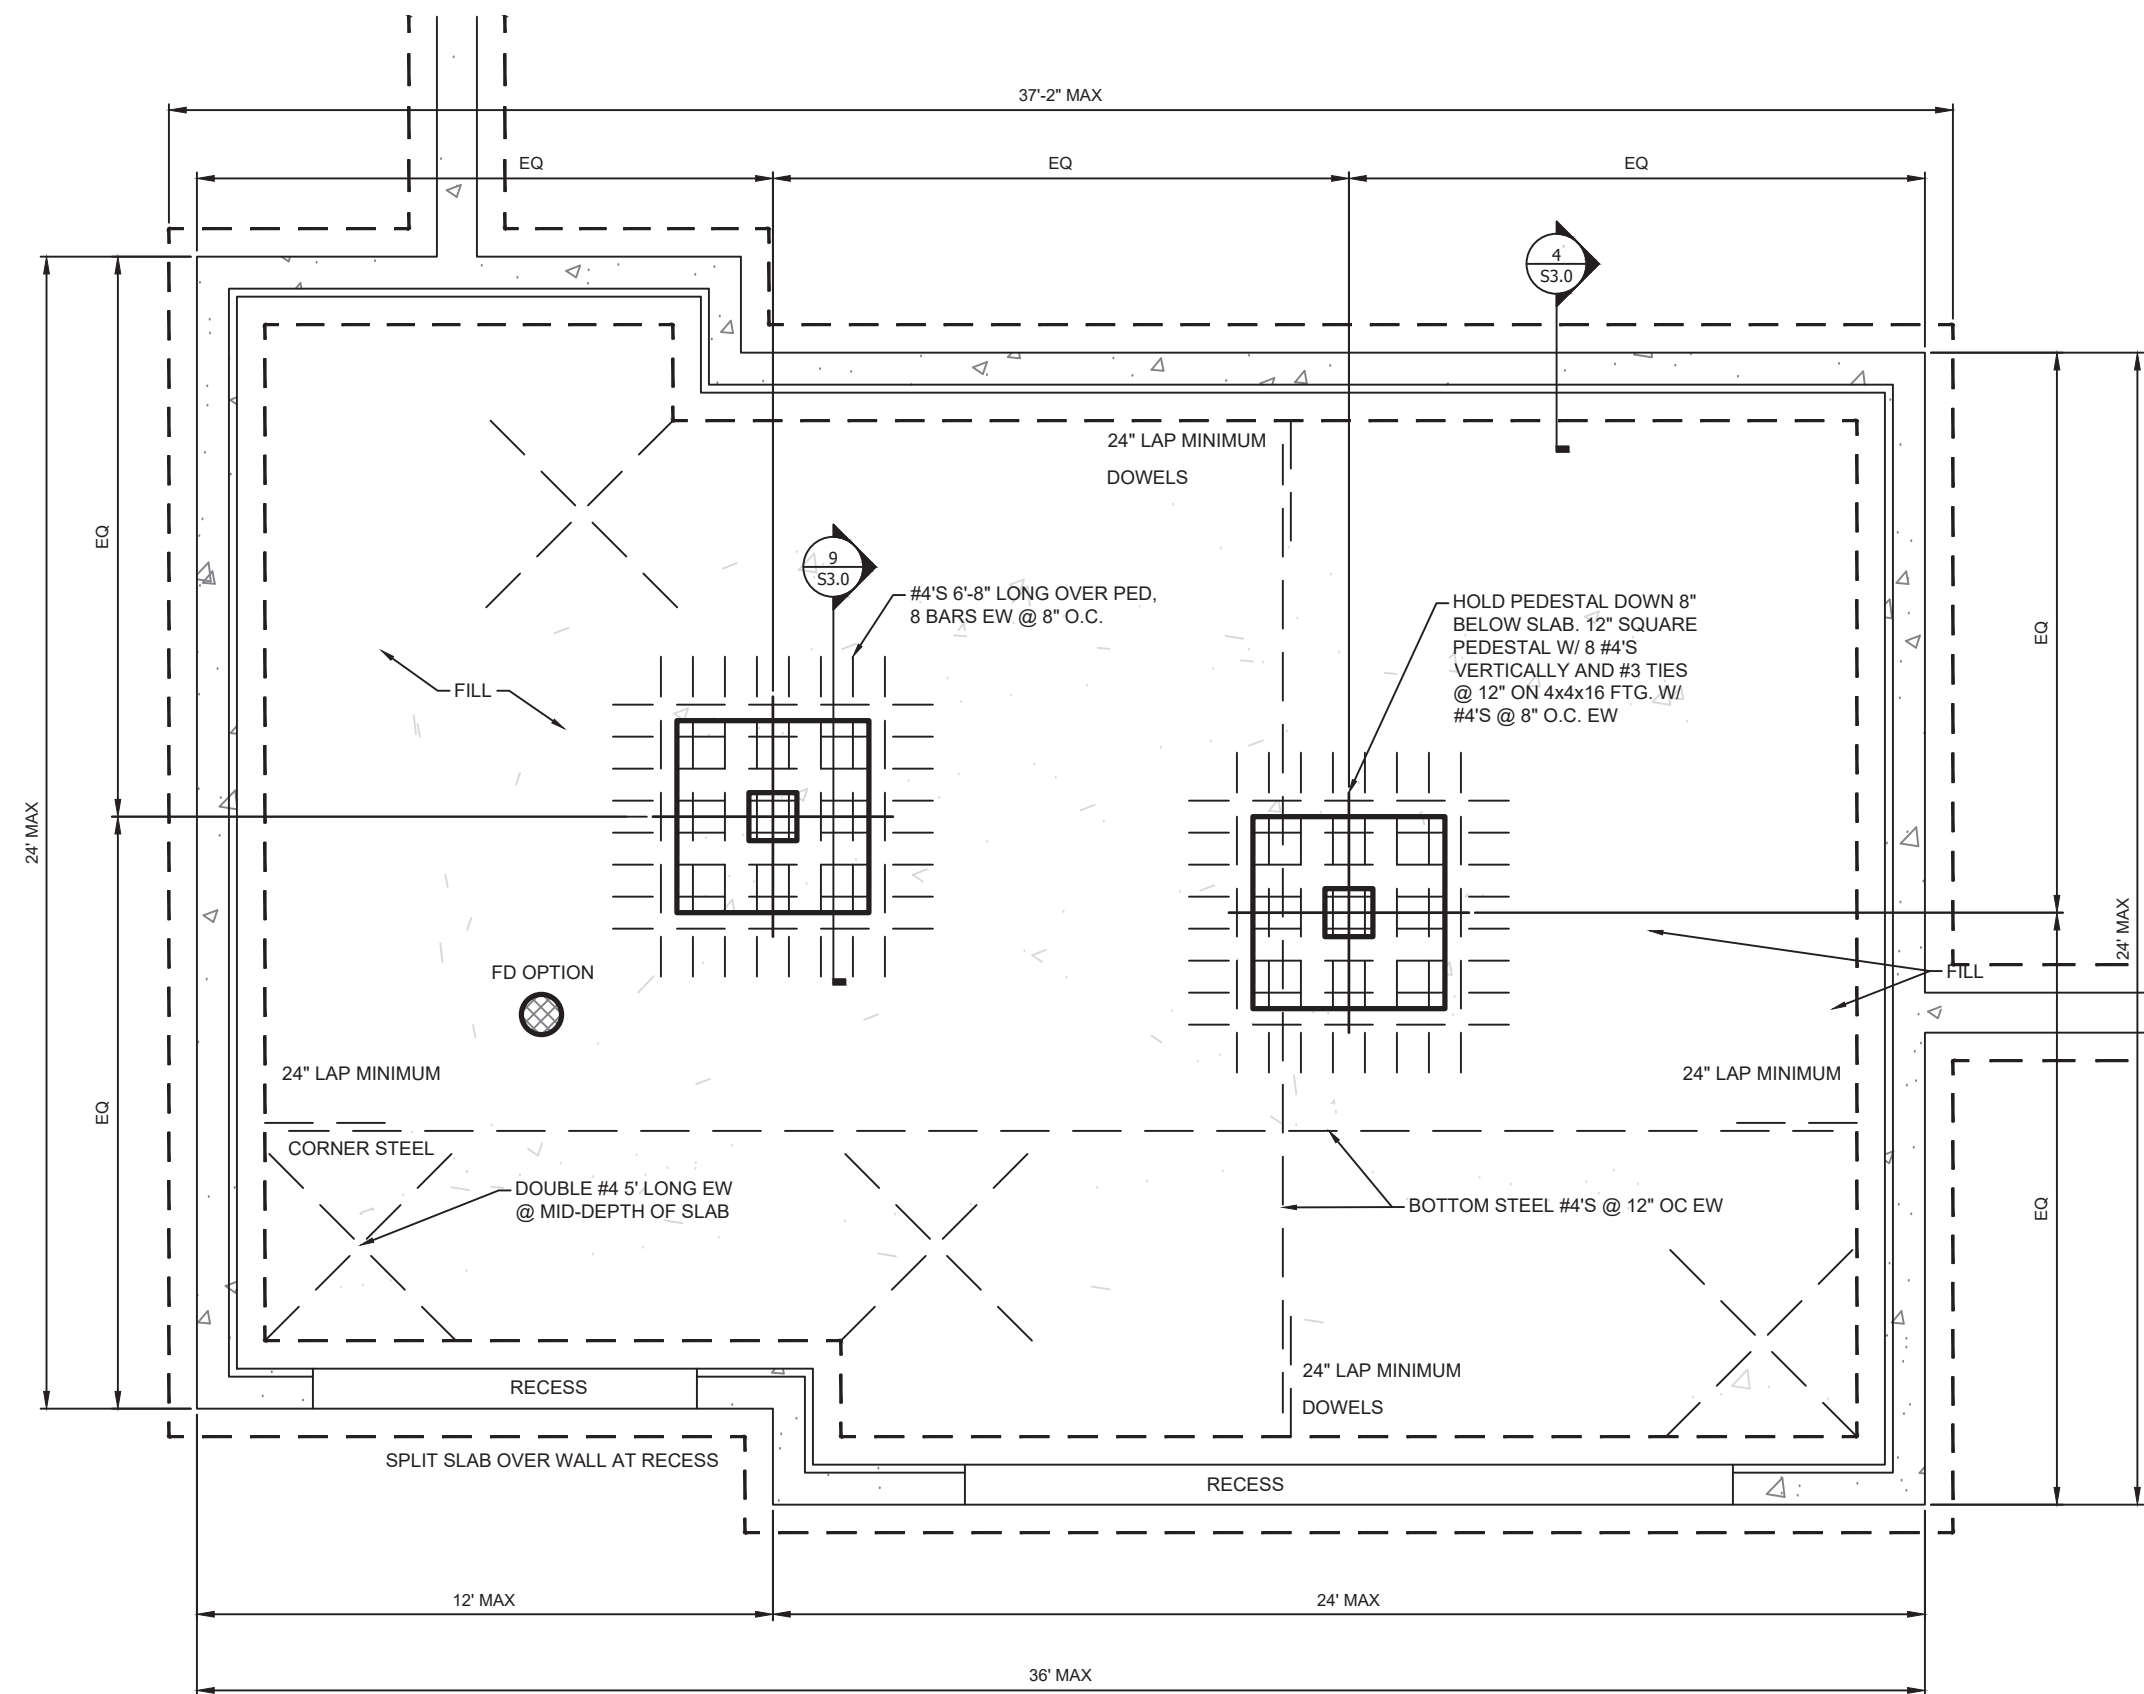 37'-2" MAX
EQ
EQ
EQ
4
S3.0
24" LAP MINIMUM
DOWELS
EQ
9
S3.0
#4'S 6'-8" LONG OVER PED,
8 BARS EW @ 8" O.C.
HOLD PEDESTAL DOWN 8"
BELOW SLAB. 12" SQUARE
PEDESTAL W/ 8 #4'S
VERTICALLY AND #3 TIES
@ 12" ON 4x4x16 FTG. W/
#4'S @ 8" O.C. EW
EQ
FILL
24' MAX
24' MAX
FD OPTION
FILL
24" LAP MINIMUM
24" LAP MINIMUM
EQ
CORNER STEEL
DOUBLE #4 5' LONG EW
@ MID-DEPTH OF SLAB
BOTTOM STEEL #4'S @ 12" OC EW
EQ
24" LAP MINIMUM
DOWELS
RECESS
SPLIT SLAB OVER WALL AT RECESS
RECESS
12' MAX
24' MAX
36' MAX